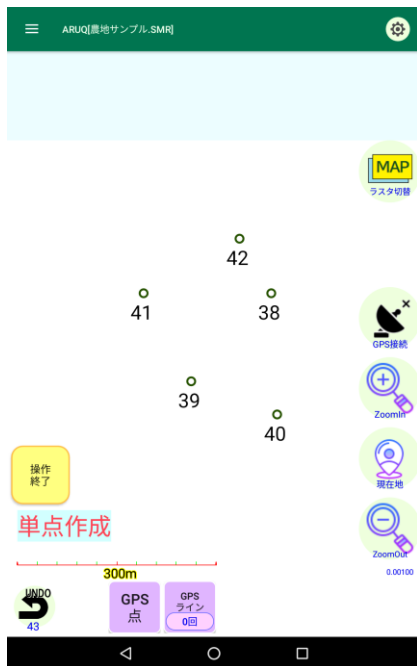 ARUQ[農地サンプル.SMR]
MAP
ラスタ切替
42
41
38
GPS接続
39
40
ZoomIn
操作
終了
現在地
単点作成
ZoomOut
300m
0.00100
UNDO
43
GPS
点
GPS
ライン
0回